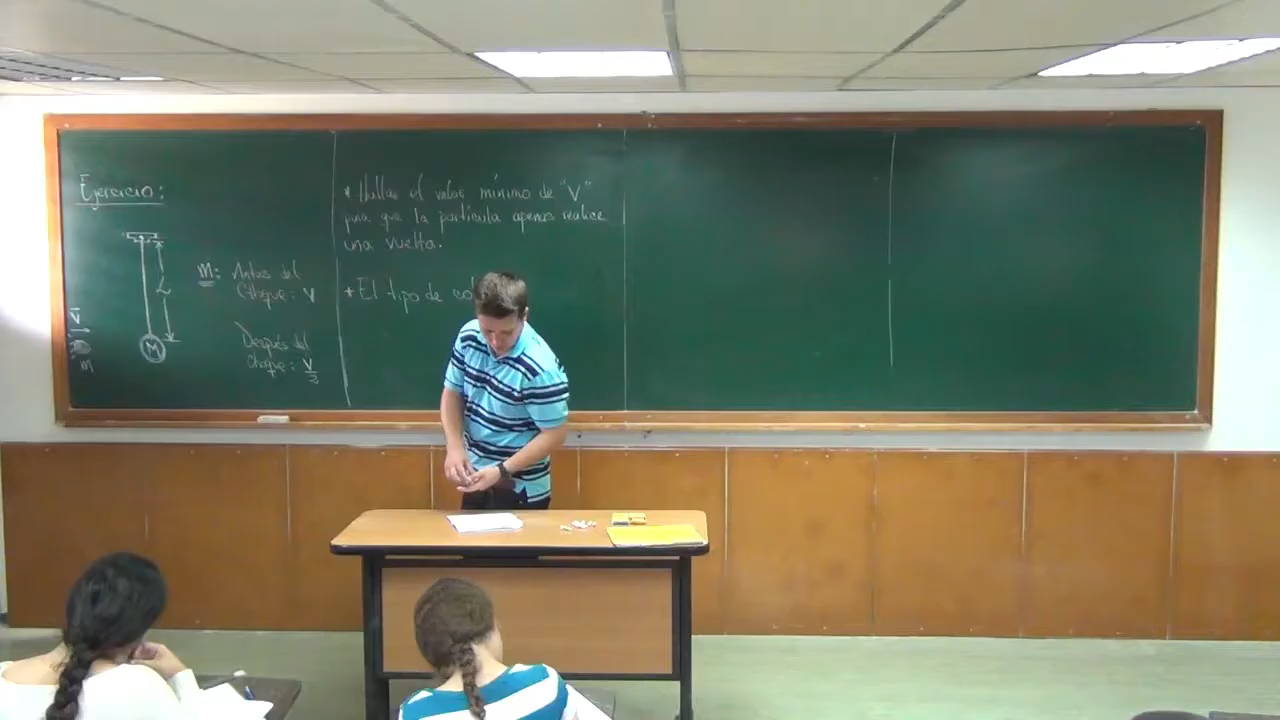 Ejercicio:
L
V
m
M
m: Antes del
Choque: V
Después del
Choque: V/2
* Hallar el valor mínimo de "V"
para que la partícula apenas realice
una vuelta.
* El tipo de